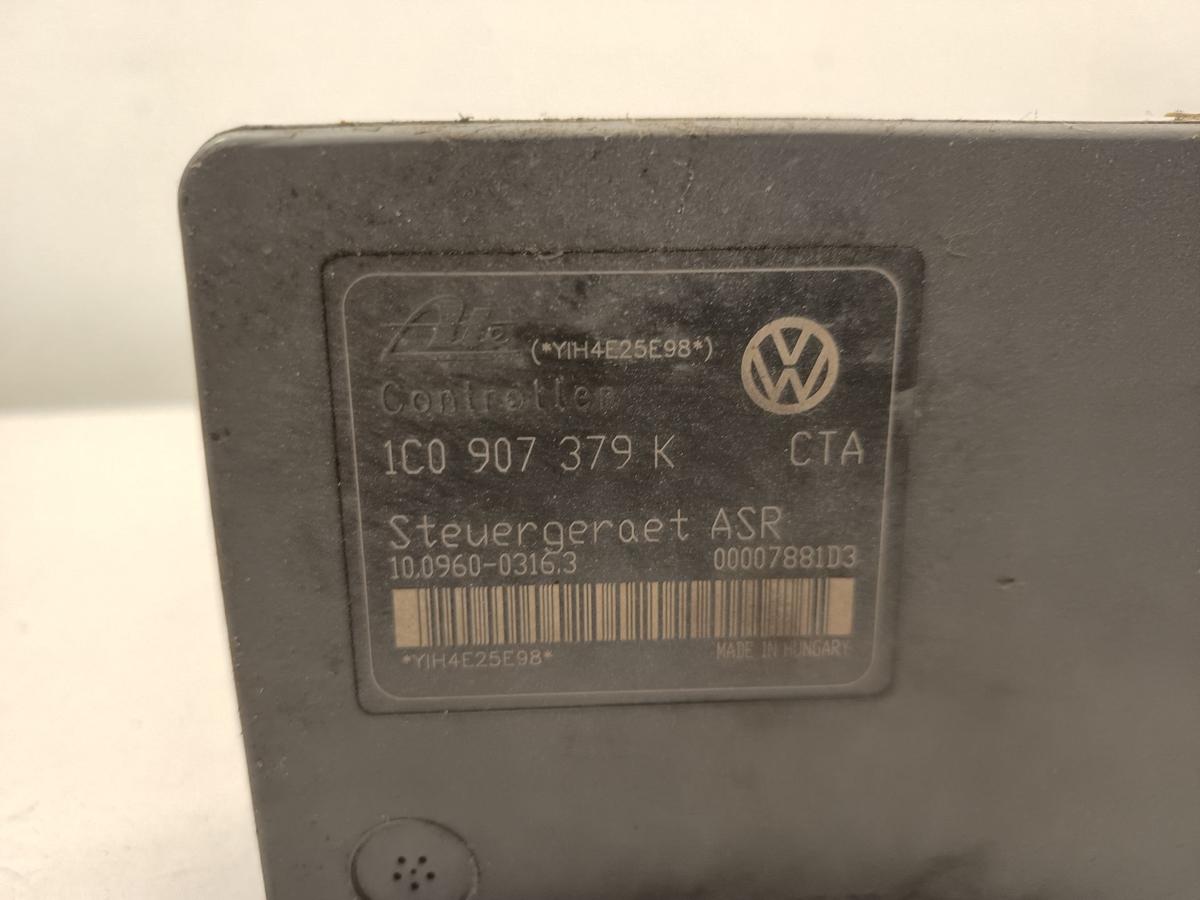 Ate (*YIH4E25E98*)
Controller
1C0 907 379 K CTA
Steuergeraet ASR
10.0960-0316.3 00007881D3
*YIH4E25E98* MADE IN HUNGARY